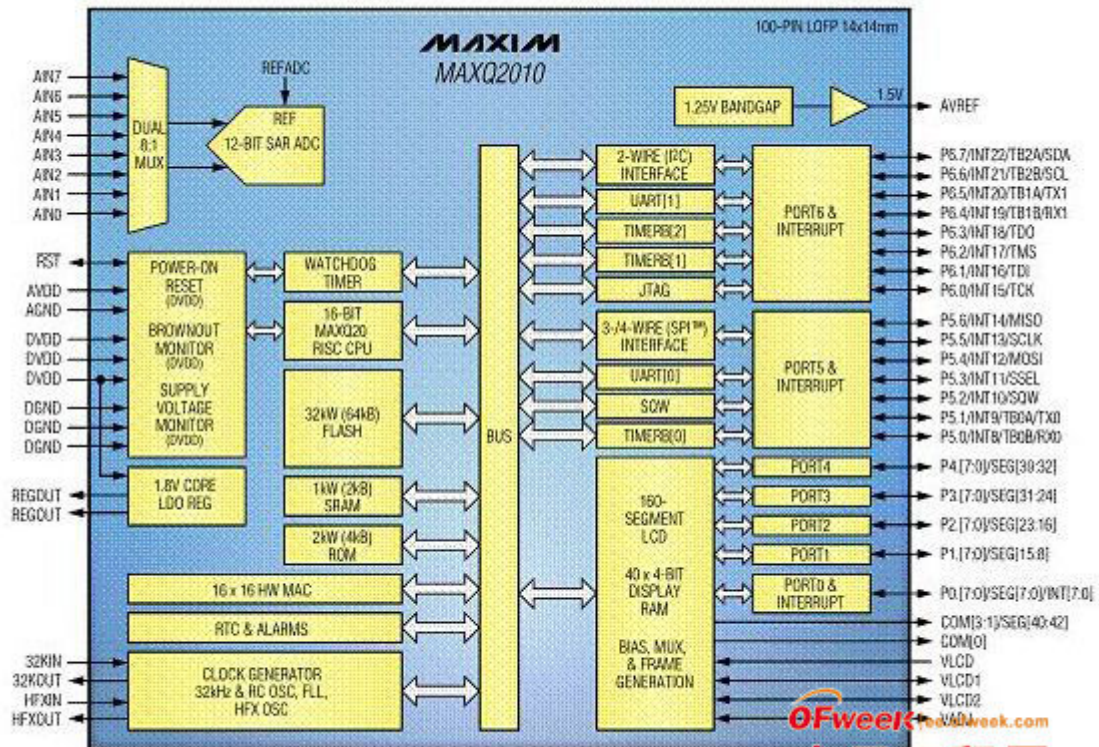 MAXIM
MAXQ2010
100-PIN LQFP 14x14mm
AIN7
AIN6
AIN5
AIN4
AIN3
AIN2
AIN1
AIN0
DUAL
8:1
MUX
REFADC
REF
12-BIT SAR ADC
1.25V BANDGAP
1.5V
AVREF
RST
AVDD
AGND
DVDD
DVDD
DVDD
DGND
DGND
DGND
REGOUT
REGOUT
POWER-ON
RESET
(DVDD)
BROWNOUT
MONITOR
(DVDD)
SUPPLY
VOLTAGE
MONITOR
(DVDD)
1.8V CORE
LDO REG
WATCHDOG
TIMER
16-BIT
MAXQ20
RISC CPU
32kW (64kB)
FLASH
1kW (2kB)
SRAM
2kW (4kB)
ROM
16 x 16 HW MAC
RTC & ALARMS
32KIN
32KOUT
HFXIN
HFXOUT
CLOCK GENERATOR
32kHz & RC OSC, FLL,
HFX OSC
BUS
2-WIRE (I²C)
INTERFACE
UART[1]
TIMERB[2]
TIMERB[1]
JTAG
3-/4-WIRE (SPI™)
INTERFACE
UART[0]
SQW
TIMERB[0]
160-
SEGMENT
LCD
40 x 4-BIT
DISPLAY
RAM
BIAS, MUX,
& FRAME
GENERATION
PORT6 &
INTERRUPT
PORT5 &
INTERRUPT
PORT4
PORT3
PORT2
PORT1
PORT0 &
INTERRUPT
P6.7/INT22/TB2A/SDA
P6.6/INT21/TB2B/SCL
P6.5/INT20/TB1A/TX1
P6.4/INT19/TB1B/RX1
P6.3/INT18/TDO
P6.2/INT17/TMS
P6.1/INT16/TDI
P6.0/INT15/TCK
P5.6/INT14/MISO
P5.5/INT13/SCLK
P5.4/INT12/MOSI
P5.3/INT11/SSEL
P5.2/INT10/SQW
P5.1/INT9/TB0A/TX0
P5.0/INT8/TB0B/RX0
P4.[7:0]/SEG[39:32]
P3.[7:0]/SEG[31:24]
P2.[7:0]/SEG[23:16]
P1.[7:0]/SEG[15:8]
P0.[7:0]/SEG[7:0]/INT[7:0]
COM[3:1]/SEG[40:42]
COM[0]
VLCD
VLCD1
VLCD2
VADJ
OFweek